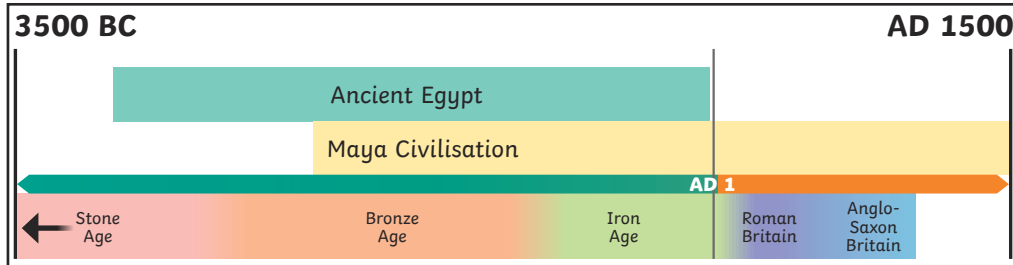 3500 BC
AD 1500
Ancient Egypt
Maya Civilisation
AD 1
Stone
Age
Bronze
Age
Iron
Age
Roman
Britain
Anglo-
Saxon
Britain